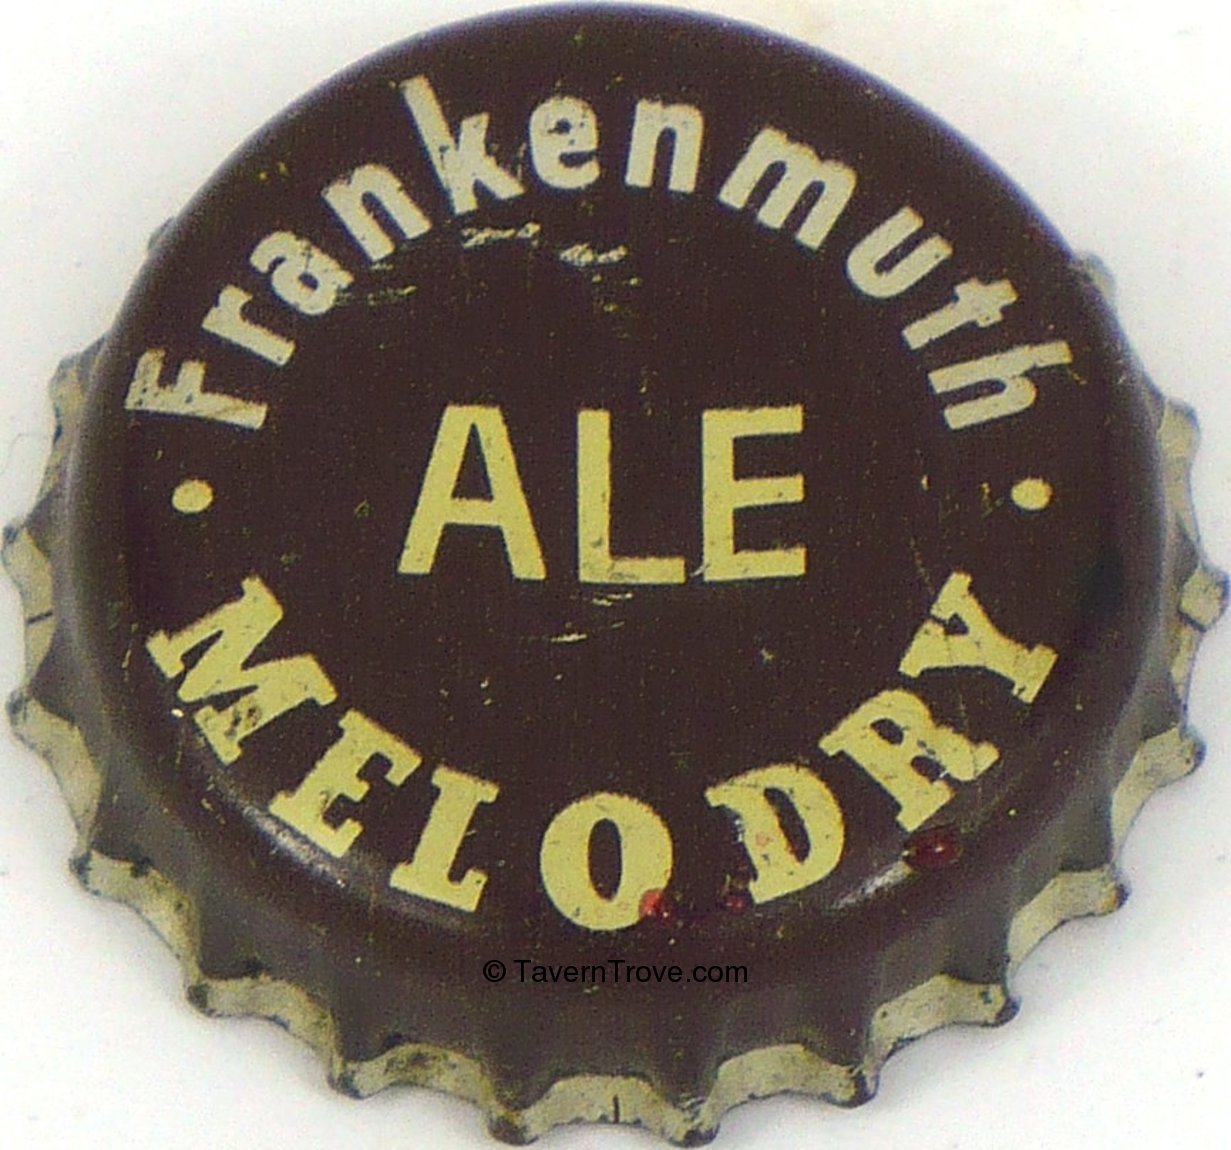 Frankenmuth
ALE
• MELODRY •
© TavernTrove.com